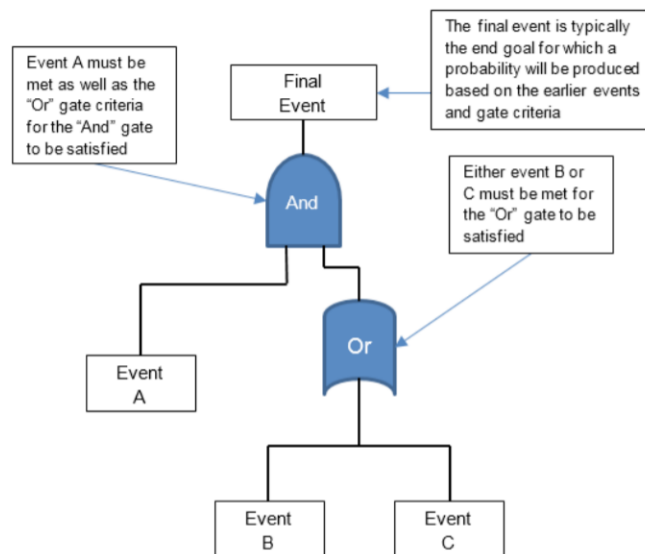 The final event is typically
the end goal for which a
probability will be produced
based on the earlier events
and gate criteria
Event A must be
met as well as the
“Or” gate criteria
for the “And” gate
to be satisfied
Final
Event
Either event B or
C must be met for
the “Or” gate to be
satisfied
And
Or
Event
A
Event
B
Event
C